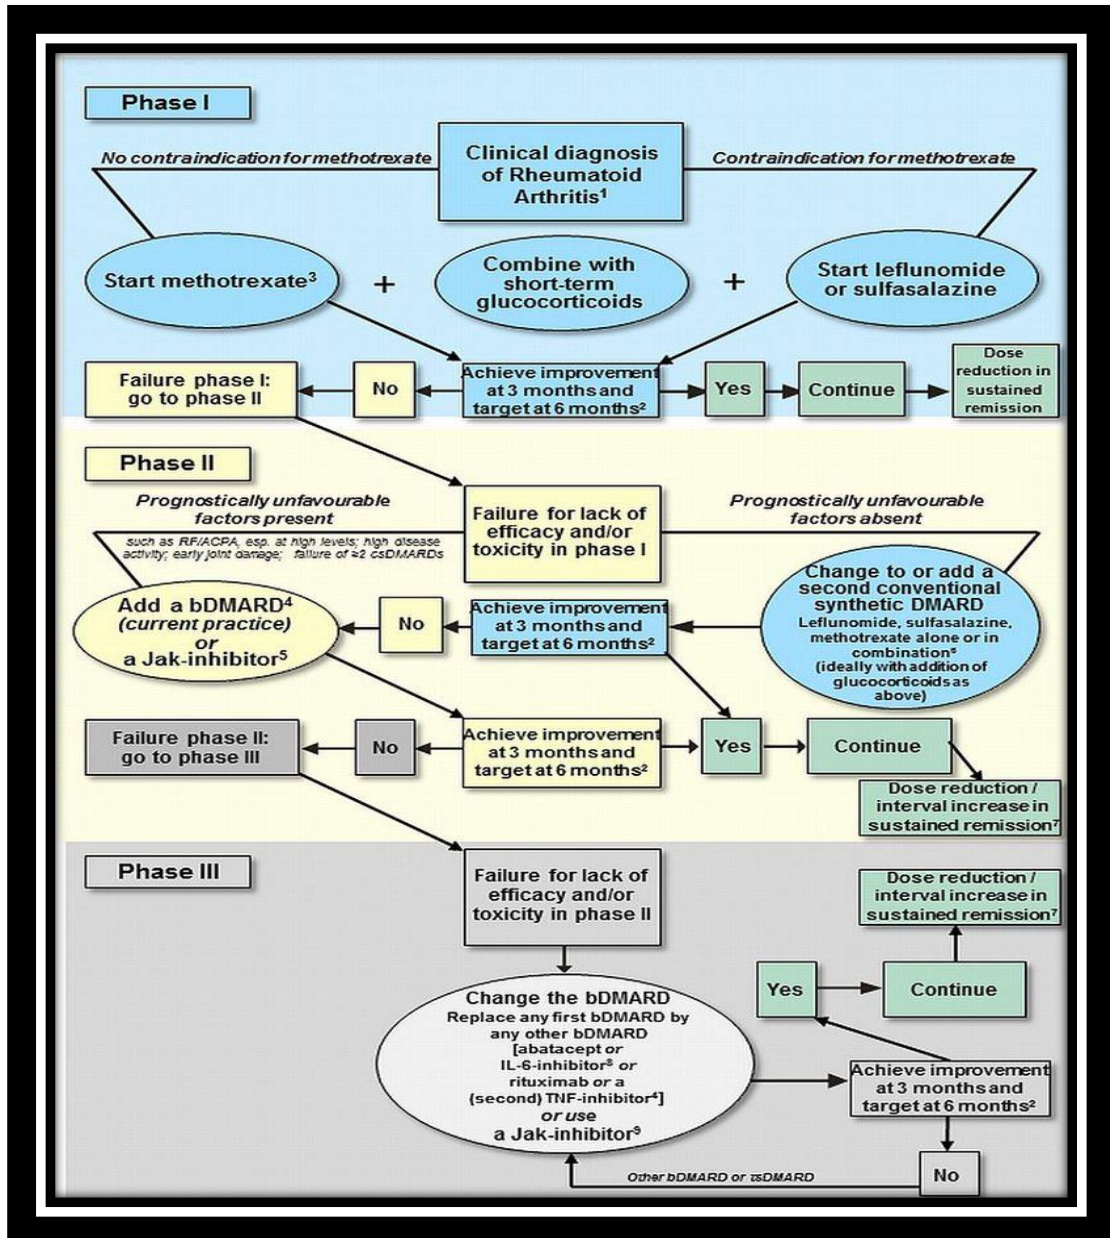 Phase I
No contraindication for methotrexate
Clinical diagnosis
of Rheumatoid
Arthritis¹
Contraindication for methotrexate
Start methotrexate³
+
Combine with
short-term
glucocorticoids
+
Start leflunomide
or sulfasalazine
Failure phase I:
go to phase II
No
Achieve improvement
at 3 months and
target at 6 months²
Yes
Continue
Dose
reduction in
sustained
remission
Phase II
Prognostically unfavourable
factors present
such as RF/ACPA, esp. at high levels; high disease
activity; early joint damage; failure of ≥2 csDMARDs
Failure for lack of
efficacy and/or
toxicity in phase I
Prognostically unfavourable
factors absent
Add a bDMARD⁴
(current practice)
or
a Jak-inhibitor⁵
No
Achieve improvement
at 3 months and
target at 6 months²
Change to or add a
second conventional
synthetic DMARD
Leflunomide, sulfasalazine,
methotrexate alone or in
combination⁶
(ideally with addition of
glucocorticoids as
above)
Failure phase II:
go to phase III
No
Achieve improvement
at 3 months and
target at 6 months²
Yes
Continue
Dose reduction /
interval increase in
sustained remission⁷
Phase III
Failure for lack of
efficacy and/or
toxicity in phase II
Dose reduction /
interval increase in
sustained remission⁷
Yes
Continue
Change the bDMARD
Replace any first bDMARD by
any other bDMARD
[abatacept or
IL-6-inhibitor⁸ or
rituximab or a
(second) TNF-inhibitor⁴]
or use
a Jak-inhibitor⁹
Achieve improvement
at 3 months and
target at 6 months²
Other bDMARD or tsDMARD
No